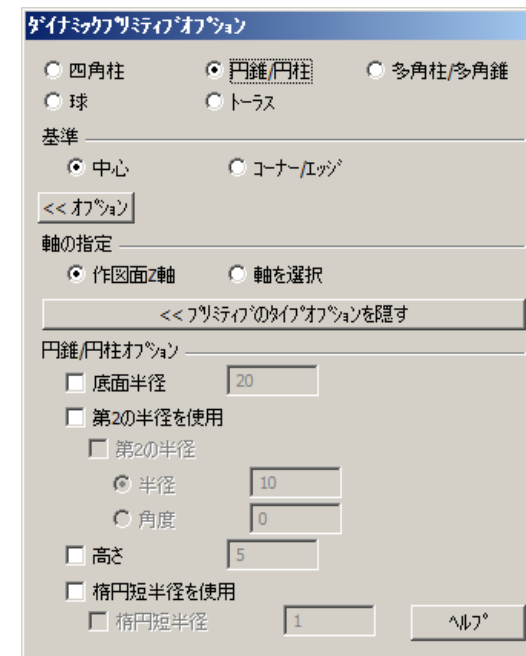 ﾀﾞｲﾅﾐｯｸﾌﾟﾘﾐﾃｨﾌﾞｵﾌﾟｼｮﾝ
四角柱 円錐/円柱 多角柱/多角錐
球 ﾄｰﾗｽ
基準
中心 ｺｰﾅｰ/ｴｯｼﾞ
<< ｵﾌﾟｼｮﾝ
軸の指定
作図面Z軸 軸を選択
<< ﾌﾟﾘﾐﾃｨﾌﾞのﾀｲﾌﾟｵﾌﾟｼｮﾝを隠す
円錐/円柱ｵﾌﾟｼｮﾝ
底面半径 20
第2の半径を使用
第2の半径
半径 10
角度 0
高さ 5
楕円短半径を使用
楕円短半径 1 ﾍﾙﾌﾟ